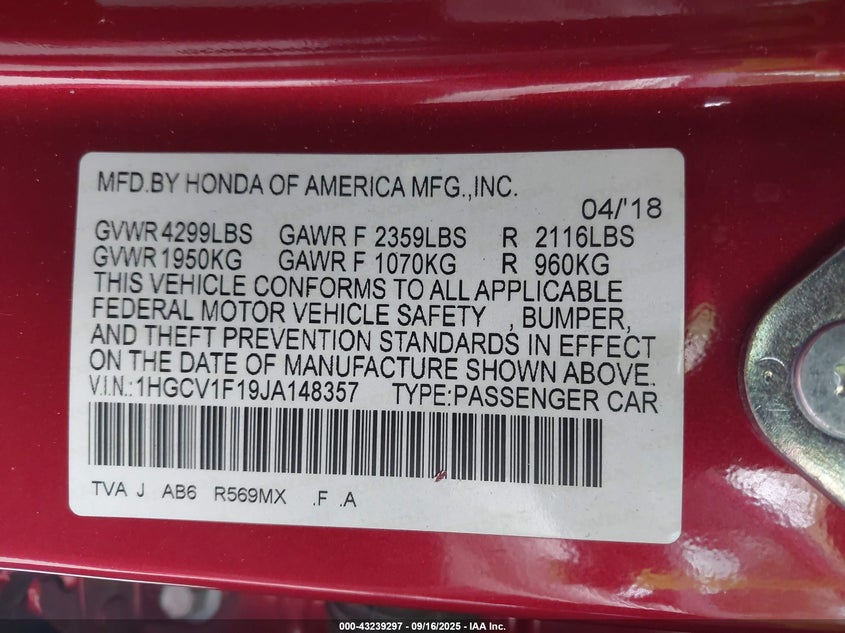 MFD.BY HONDA OF AMERICA MFG.,INC.
04/'18
GVWR 4299LBS GAWR F 2359LBS R 2116LBS
GVWR 1950KG GAWR F 1070KG R 960KG
THIS VEHICLE CONFORMS TO ALL APPLICABLE
FEDERAL MOTOR VEHICLE SAFETY , BUMPER,
AND THEFT PREVENTION STANDARDS IN EFFECT
ON THE DATE OF MANUFACTURE SHOWN ABOVE.
V.I.N.:1HGCV1F19JA148357 TYPE:PASSENGER CAR
TVA J AB6 R569MX .F .A
000-43239297 - 09/16/2025 - IAA Inc.